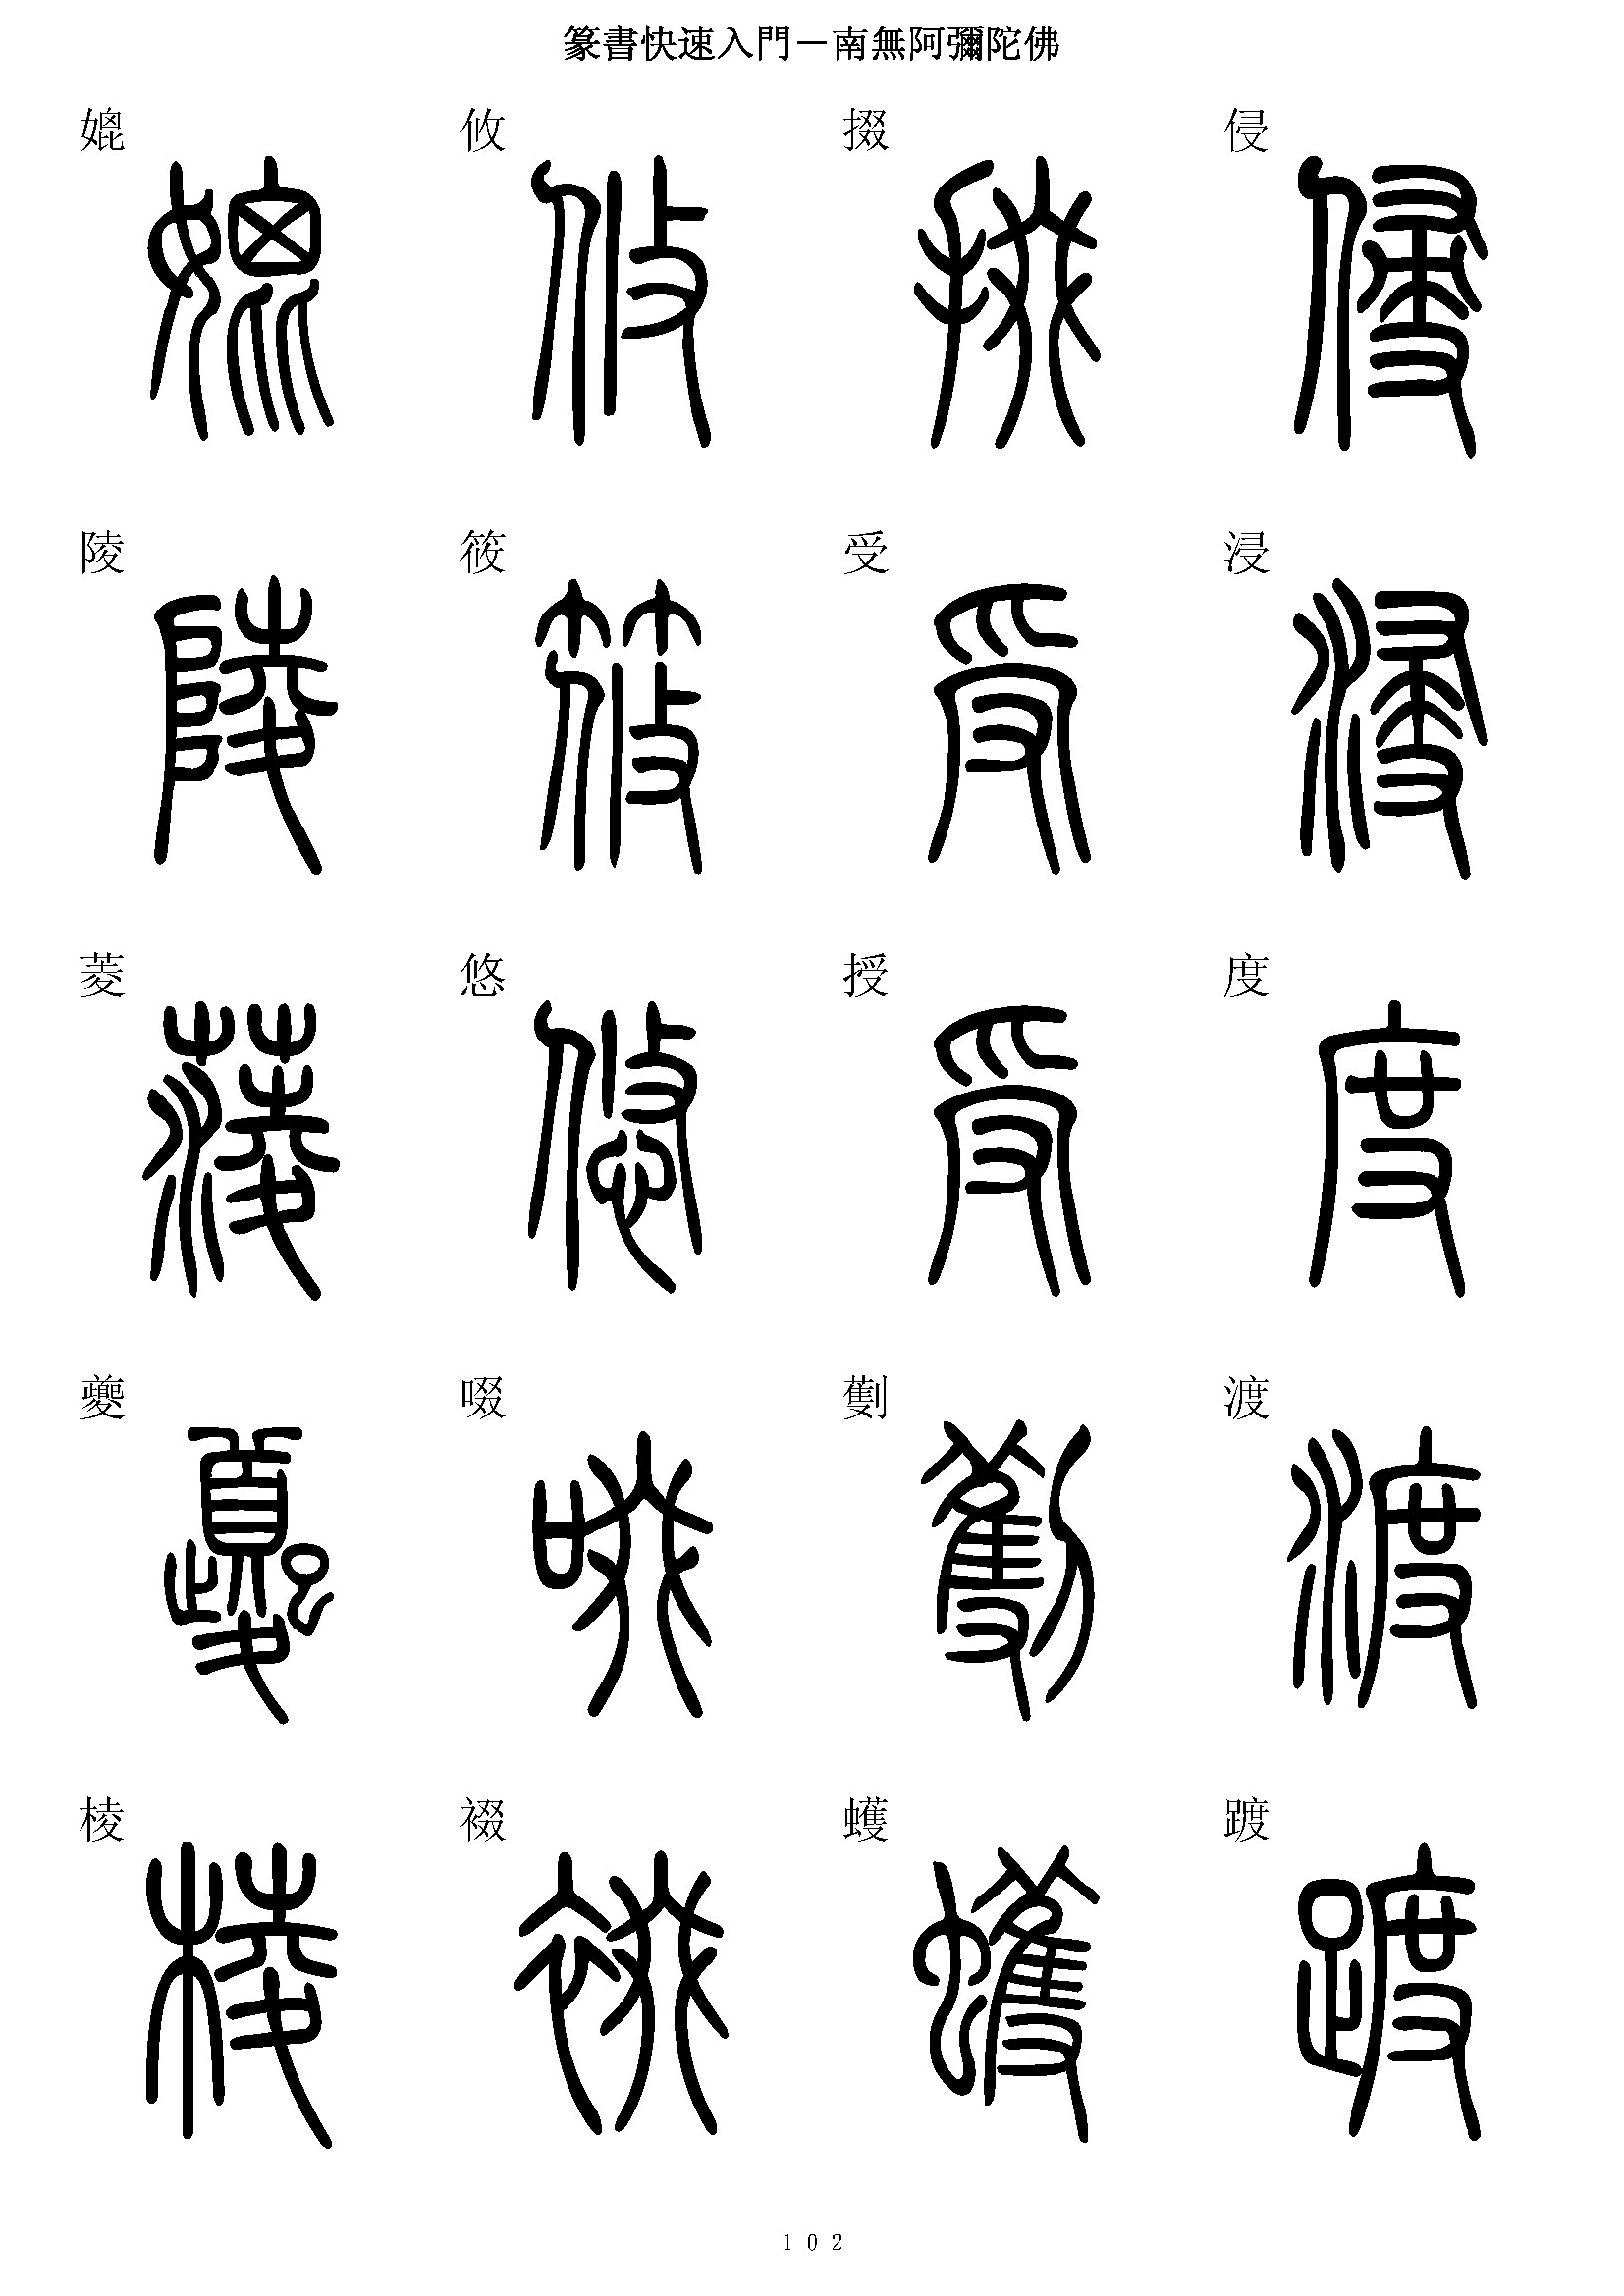 篆書快速入門－南無阿彌陀佛
媲 攸 掇 侵
陵 筱 受 浸
菱 悠 授 度
夔 啜 劐 渡
棱 裰 蠖 踱
102